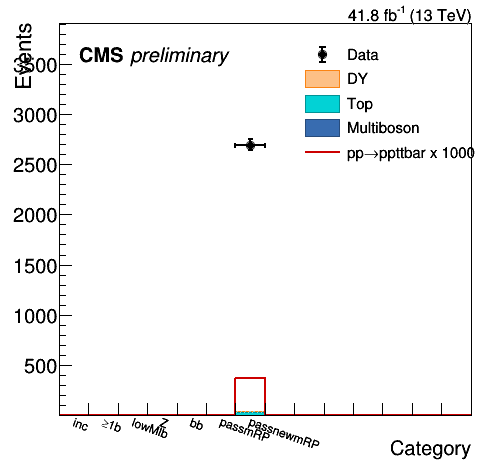 41.8 fb⁻¹ (13 TeV)
Events
CMS preliminary
Data
DY
Top
Multiboson
pp→ppttbar x 1000
3500
3000
2500
2000
1500
1000
500
inc
≥1b
lowMlb
Z
bb
passmRP
passnewmRP
Category